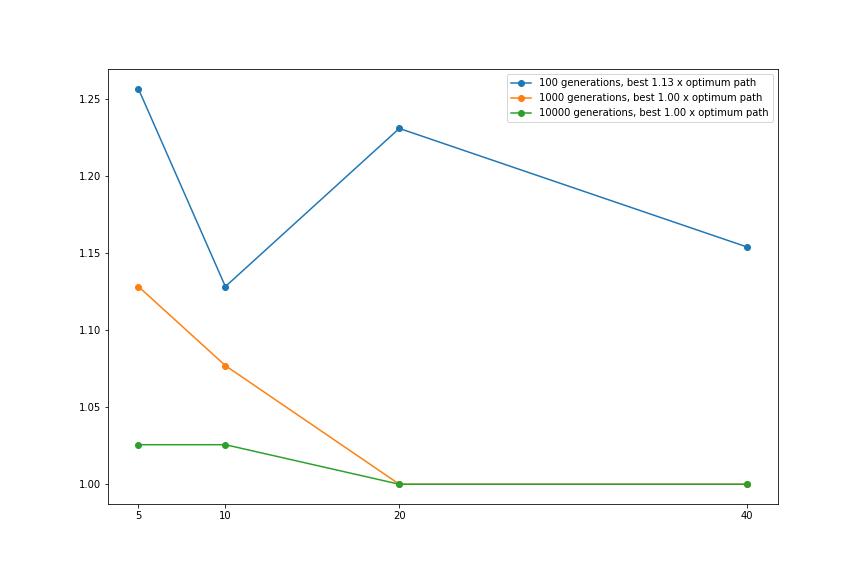 100 generations, best 1.13 x optimum path
1000 generations, best 1.00 x optimum path
10000 generations, best 1.00 x optimum path
1.25
1.20
1.15
1.10
1.05
1.00
5 10 20 40